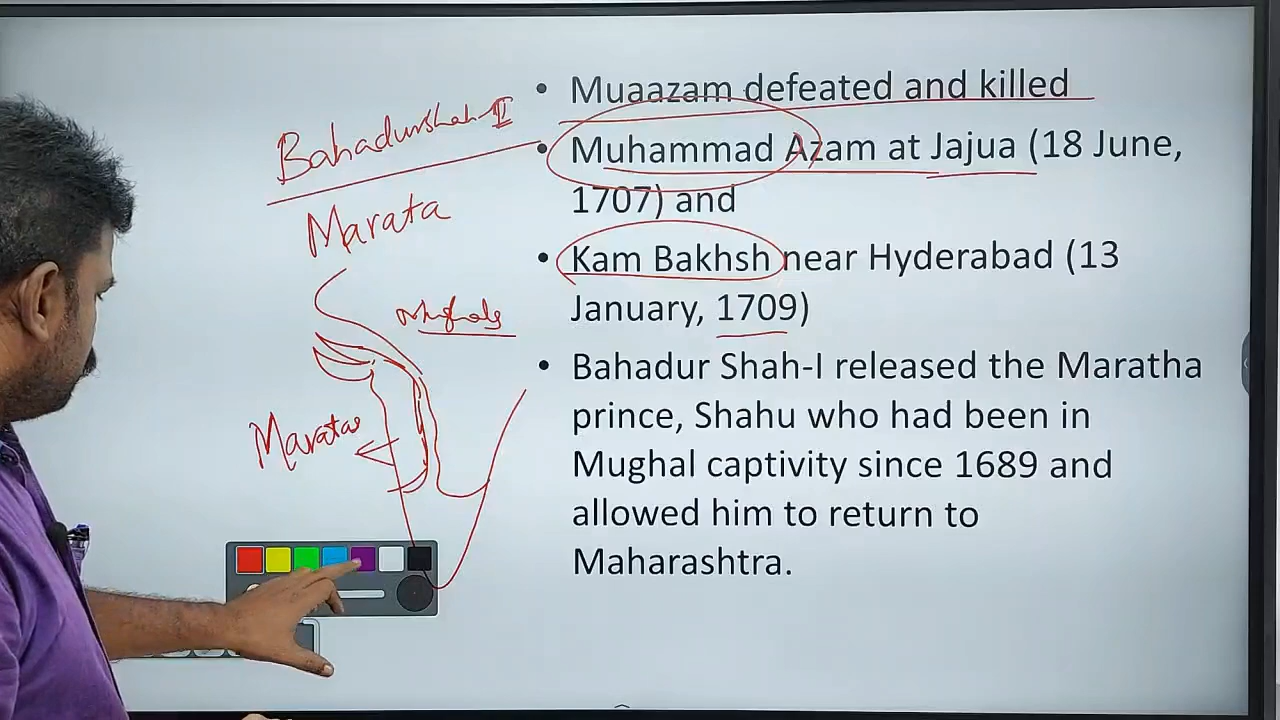 • Muaazam defeated and killed
• Muhammad Azam at Jajua (18 June,
1707) and
• Kam Bakhsh near Hyderabad (13
January, 1709)
• Bahadur Shah-I released the Maratha
prince, Shahu who had been in
Mughal captivity since 1689 and
allowed him to return to
Maharashtra.
Bahadurshah-II
Marata
Mughals
Maratas